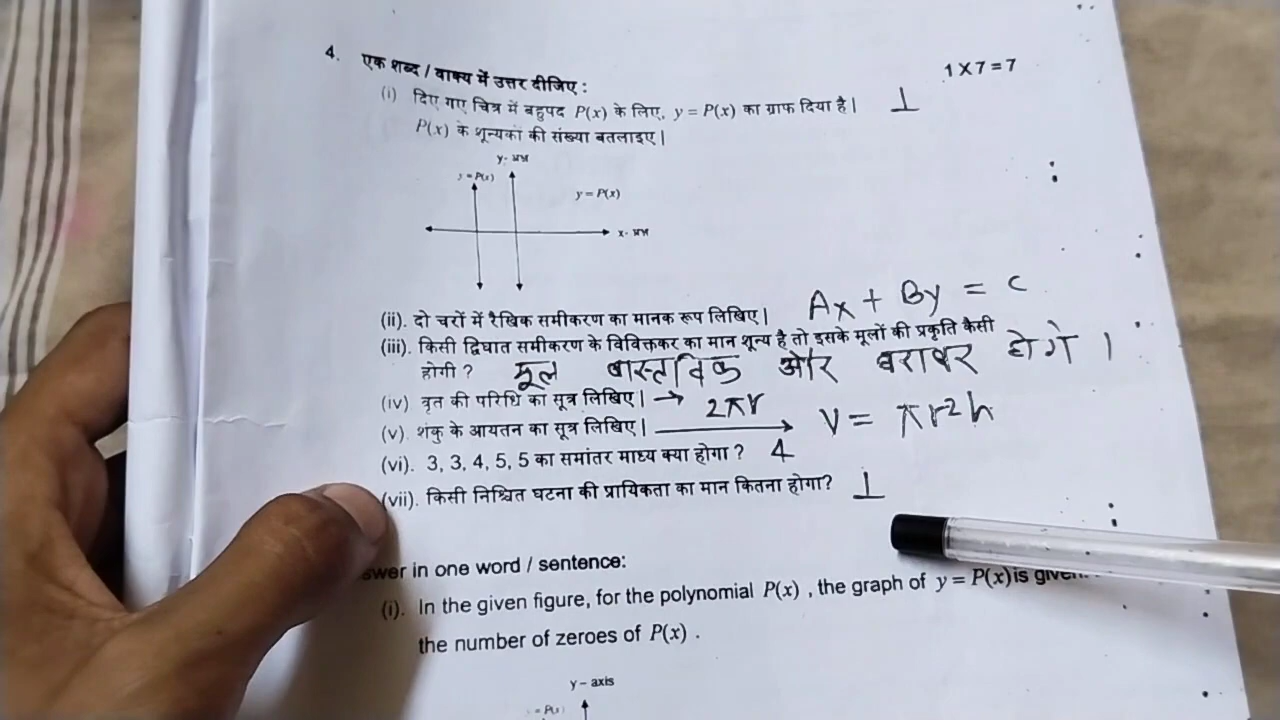 4. एक शब्द / वाक्य में उत्तर दीजिए : 1 X 7 = 7
(i) दिए गए चित्र में बहुपद P(x) के लिए, y = P(x) का ग्राफ दिया है। 1
P(x) के शून्यकों की संख्या बतलाइए।
y- अक्ष
y = P(x)
y = P(x)
x- अक्ष
(ii). दो चरों में रैखिक समीकरण का मानक रूप लिखिए। Ax + By = c
(iii). किसी द्विघात समीकरण के विविक्तकर का मान शून्य है तो इसके मूलों की प्रकृति कैसी
होगी ? मूल वास्तविक और बराबर होगे ।
(iv) वृत की परिधि का सूत्र लिखिए। → 2πr
(v). शंकु के आयतन का सूत्र लिखिए। → V = πr2h
(vi). 3, 3, 4, 5, 5 का समांतर माध्य क्या होगा ? 4
(vii). किसी निश्चित घटना की प्रायिकता का मान कितना होगा? 1
swer in one word / sentence:
(i). In the given figure, for the polynomial P(x) , the graph of y = P(x) is given.
the number of zeroes of P(x) .
y – axis
= P(x)